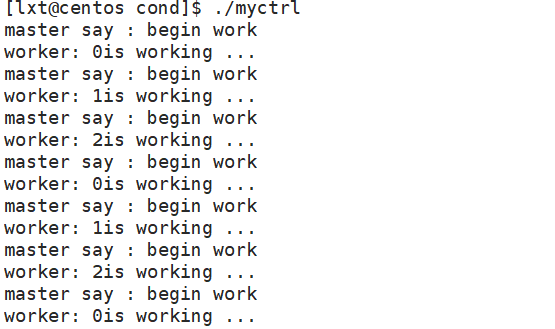 [lxt@centos cond]$ ./myctrl
master say : begin work
worker: 0is working ...
master say : begin work
worker: 1is working ...
master say : begin work
worker: 2is working ...
master say : begin work
worker: 0is working ...
master say : begin work
worker: 1is working ...
master say : begin work
worker: 2is working ...
master say : begin work
worker: 0is working ...